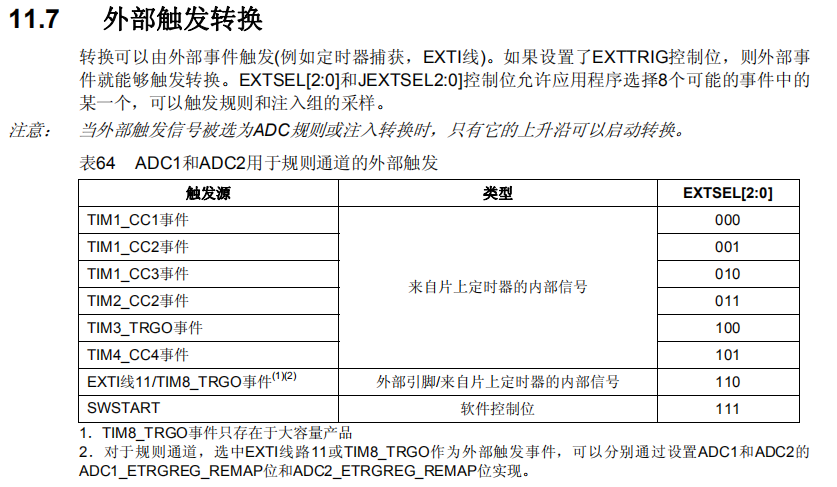 11.7 外部触发转换
转换可以由外部事件触发(例如定时器捕获，EXTI线)。如果设置了EXTTRIG控制位，则外部事
件就能够触发转换。EXTSEL[2:0]和JEXTSEL2:0]控制位允许应用程序选择8个可能的事件中的
某一个，可以触发规则和注入组的采样。
注意： 当外部触发信号被选为ADC规则或注入转换时，只有它的上升沿可以启动转换。
表64 ADC1和ADC2用于规则通道的外部触发
触发源 类型 EXTSEL[2:0]
TIM1_CC1事件 000
TIM1_CC2事件 001
TIM1_CC3事件 010
来自片上定时器的内部信号
TIM2_CC2事件 011
TIM3_TRGO事件 100
TIM4_CC4事件 101
EXTI线11/TIM8_TRGO事件(1)(2) 外部引脚/来自片上定时器的内部信号 110
SWSTART 软件控制位 111
1．TIM8_TRGO事件只存在于大容量产品
2．对于规则通道，选中EXTI线路11或TIM8_TRGO作为外部触发事件，可以分别通过设置ADC1和ADC2的
ADC1_ETRGREG_REMAP位和ADC2_ETRGREG_REMAP位实现。